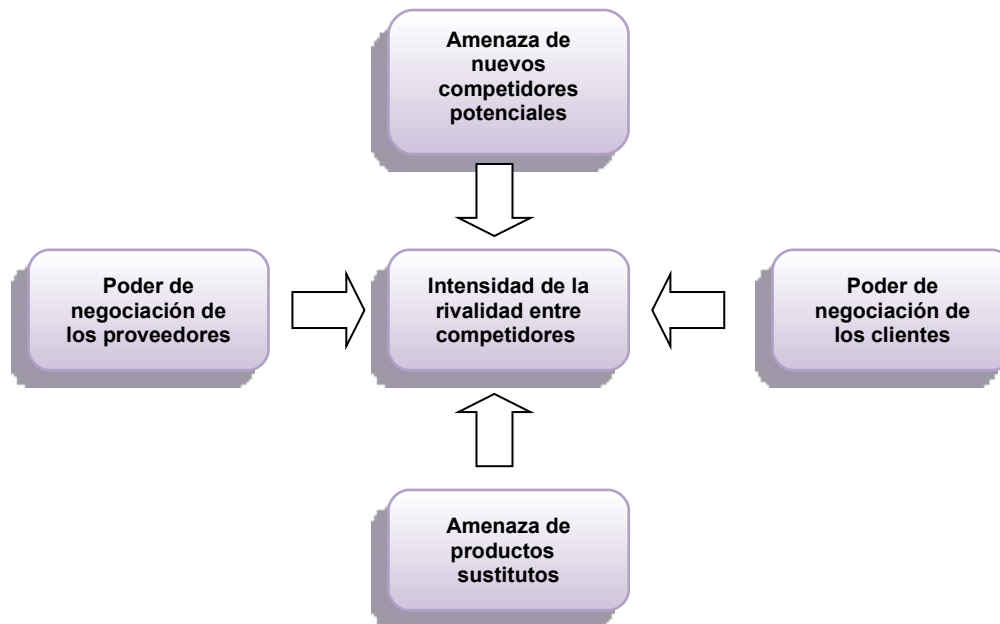 Amenaza de
nuevos
competidores
potenciales
Poder de
negociación de
los proveedores
Intensidad de la
rivalidad entre
competidores
Poder de
negociación de
los clientes
Amenaza de
productos
sustitutos